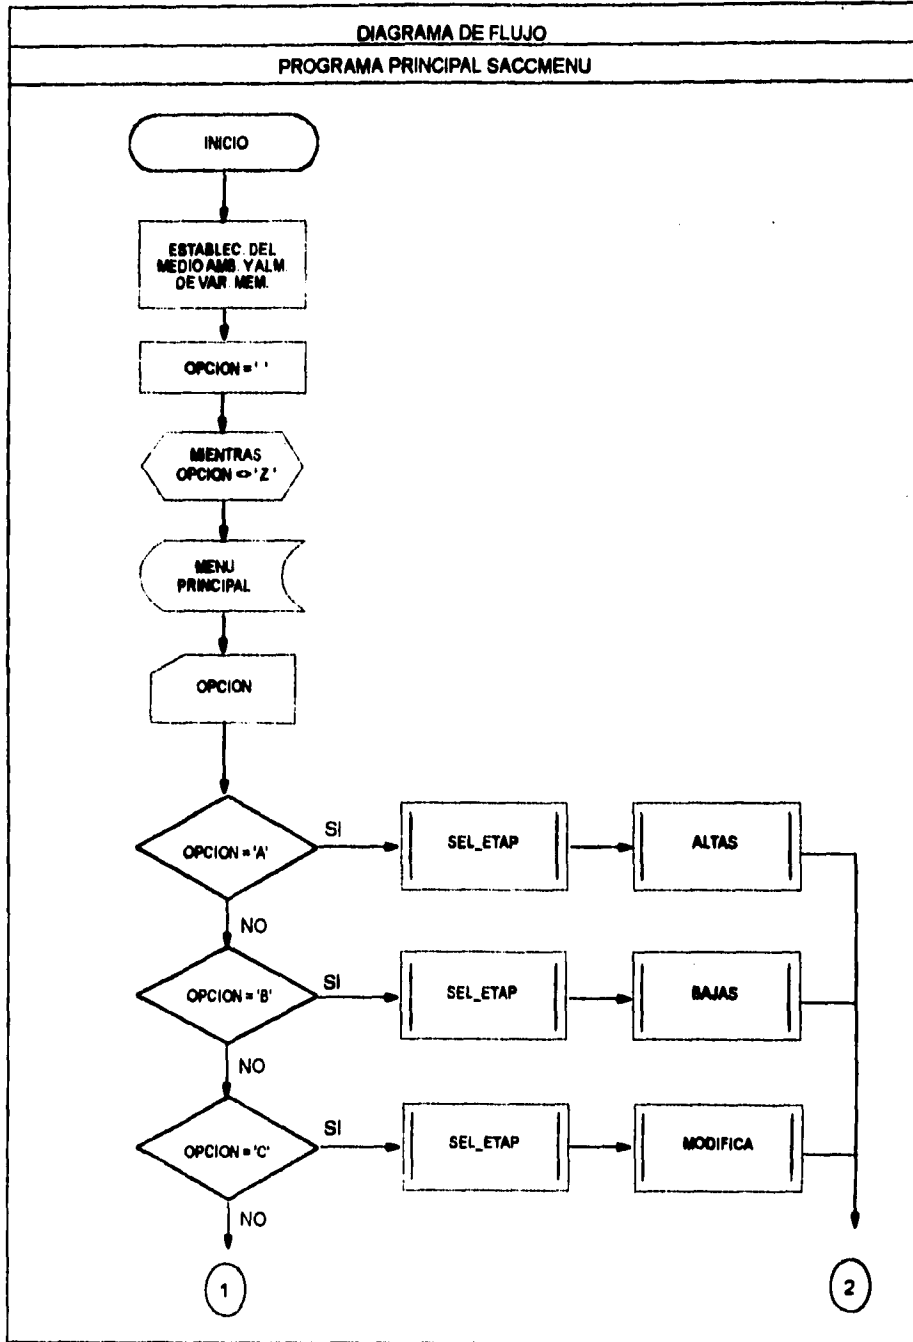 DIAGRAMA DE FLUJO
PROGRAMA PRINCIPAL SACCMENU
INICIO
ESTABLEC. DEL
MEDIO AMB. Y ALM.
DE VAR. MEM.
OPCION = ' '
MIENTRAS
OPCION <> 'Z'
MENU
PRINCIPAL
OPCION
OPCION = 'A'
SI
SEL_ETAP
ALTAS
NO
OPCION = 'B'
SI
SEL_ETAP
BAJAS
NO
OPCION = 'C'
SI
SEL_ETAP
MODIFICA
NO
1
2